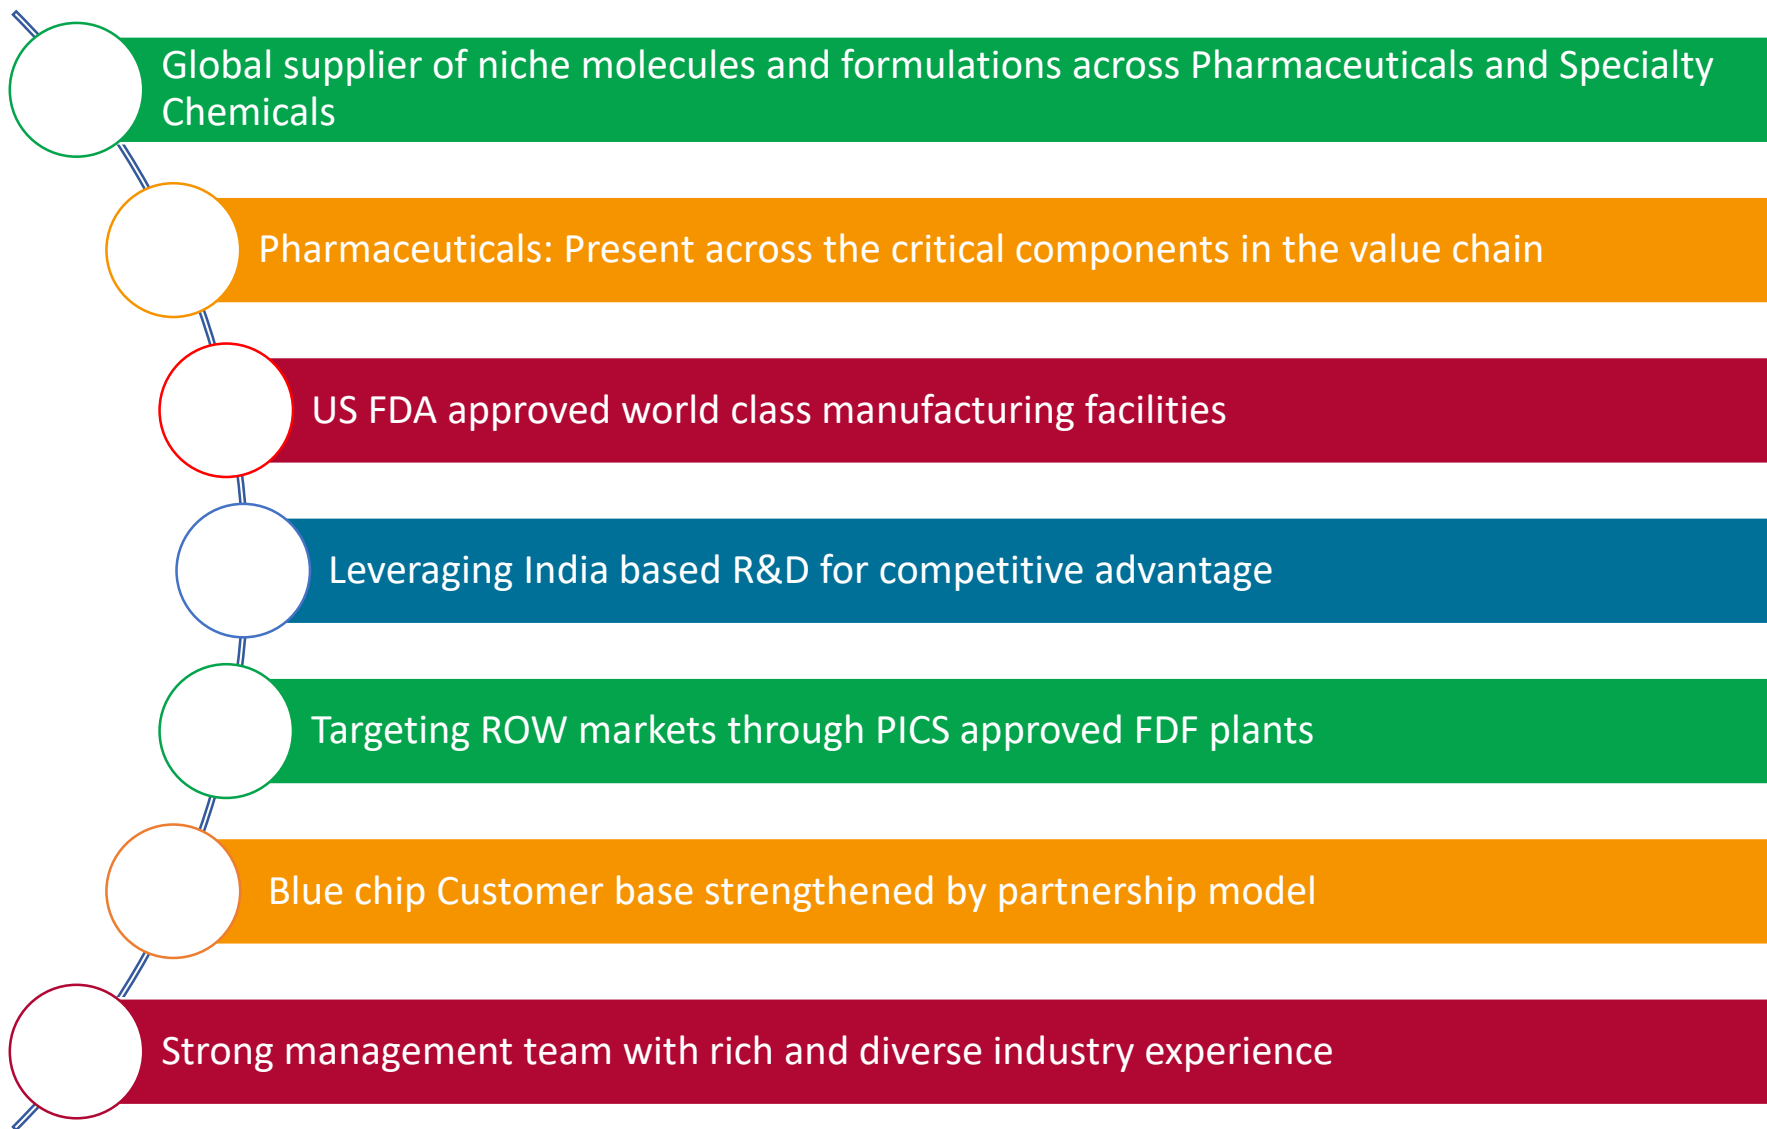 Global supplier of niche molecules and formulations across Pharmaceuticals and Specialty
Chemicals
Pharmaceuticals: Present across the critical components in the value chain
US FDA approved world class manufacturing facilities
Leveraging India based R&D for competitive advantage
Targeting ROW markets through PICS approved FDF plants
Blue chip Customer base strengthened by partnership model
Strong management team with rich and diverse industry experience